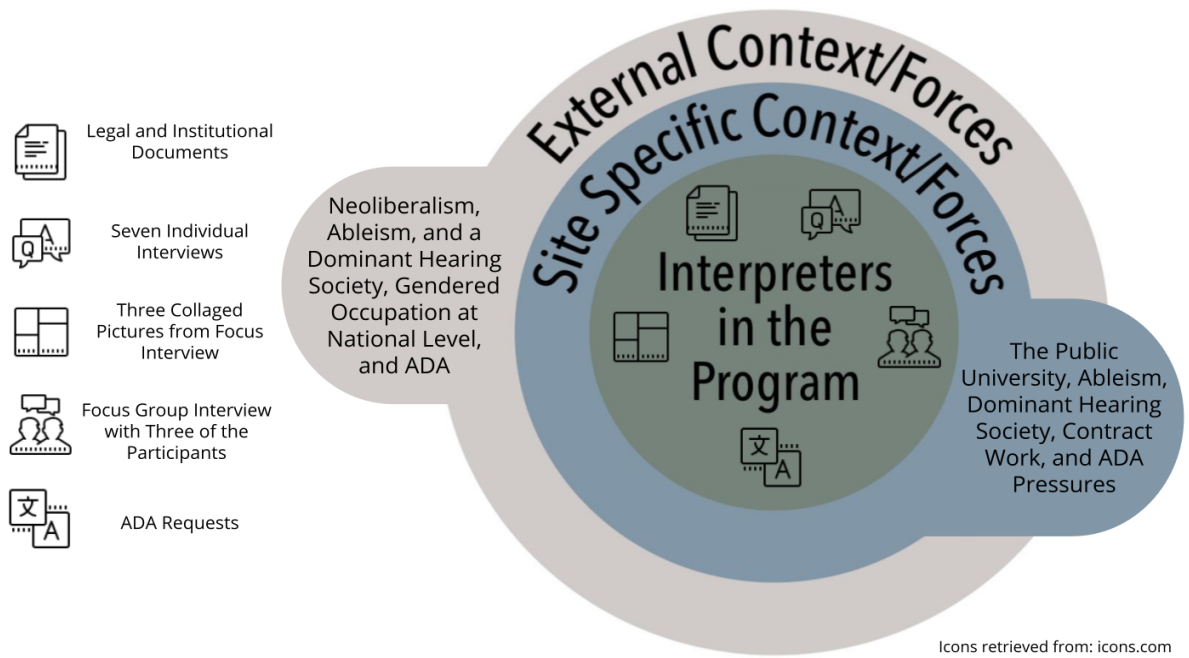 External Context/Forces
Site Specific Context/Forces
Legal and Institutional
Documents
Q A
Seven Individual
Interviews
Three Collaged
Pictures from Focus
Interview
Focus Group Interview
with Three of the
Participants
文 A
ADA Requests
Neoliberalism,
Ableism, and a
Dominant Hearing
Society, Gendered
Occupation at
National Level,
and ADA
Q A
Interpreters
in the
Program
文 A
The Public
University, Ableism,
Dominant Hearing
Society, Contract
Work, and ADA
Pressures
Icons retrieved from: icons.com